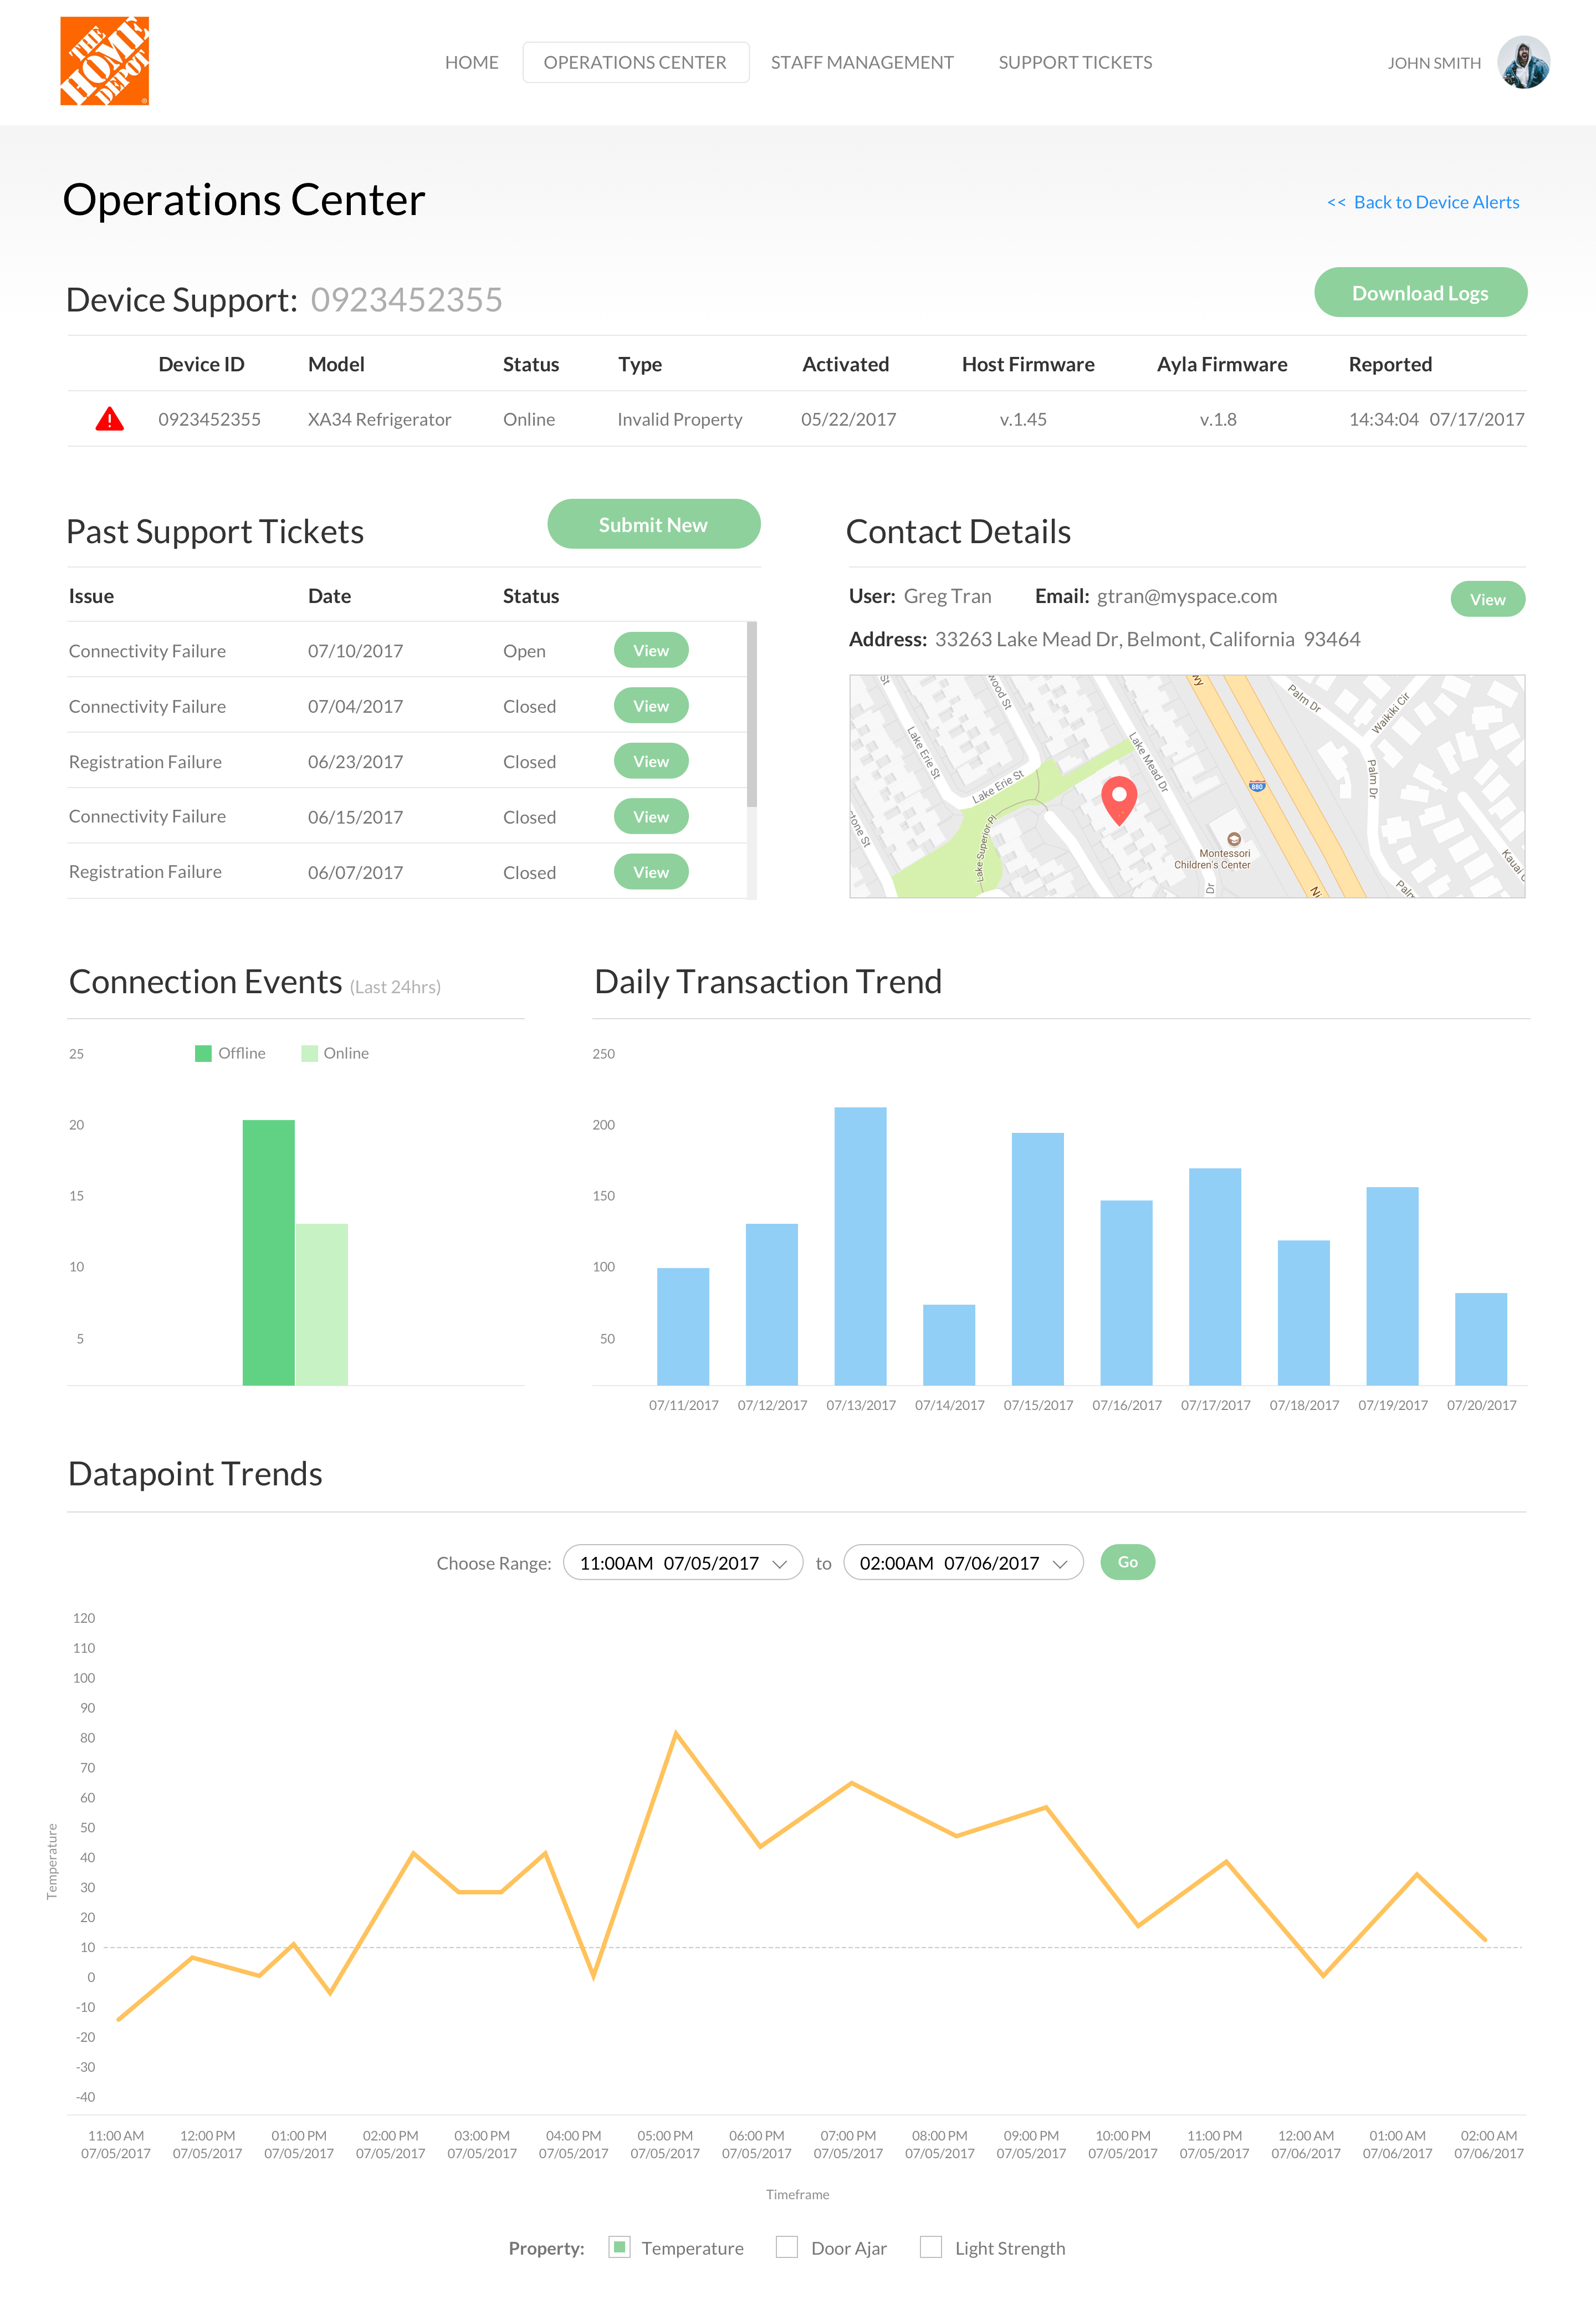 THE
HOME
DEPOT
®
HOME OPERATIONS CENTER STAFF MANAGEMENT SUPPORT TICKETS JOHN SMITH
Operations Center
<< Back to Device Alerts
Device Support: 0923452355
Download Logs
Device ID Model Status Type Activated Host Firmware Ayla Firmware Reported
0923452355 XA34 Refrigerator Online Invalid Property 05/22/2017 v.1.45 v.1.8 14:34:04 07/17/2017
Past Support Tickets
Submit New
Issue Date Status
Connectivity Failure 07/10/2017 Open View
Connectivity Failure 07/04/2017 Closed View
Registration Failure 06/23/2017 Closed View
Connectivity Failure 06/15/2017 Closed View
Registration Failure 06/07/2017 Closed View
Contact Details
User: Greg Tran Email: gtran@myspace.com View
Address: 33263 Lake Mead Dr, Belmont, California 93464
St
wood St
wy
Palm Dr
Waikiki Cir
Lake Erie St
Lake Mead Dr
Lake Erie St
Palm Dr
880
tone St
Lake Superior Pl
Montessori
Children's Center
Kauai C
Dr
Ni
Palm
Connection Events (Last 24hrs)
Offline Online
25
20
15
10
5
Daily Transaction Trend
250
200
150
100
50
07/11/2017 07/12/2017 07/13/2017 07/14/2017 07/15/2017 07/16/2017 07/17/2017 07/18/2017 07/19/2017 07/20/2017
Datapoint Trends
Choose Range: 11:00AM 07/05/2017 to 02:00AM 07/06/2017 Go
120
110
100
90
80
70
60
50
40
30
20
10
0
-10
-20
-30
-40
Temperature
11:00 AM 12:00 PM 01:00 PM 02:00 PM 03:00 PM 04:00 PM 05:00 PM 06:00 PM 07:00 PM 08:00 PM 09:00 PM 10:00 PM 11:00 PM 12:00 AM 01:00 AM 02:00 AM
07/05/2017 07/05/2017 07/05/2017 07/05/2017 07/05/2017 07/05/2017 07/05/2017 07/05/2017 07/05/2017 07/05/2017 07/05/2017 07/05/2017 07/05/2017 07/06/2017 07/06/2017 07/06/2017
Timeframe
Property: Temperature Door Ajar Light Strength